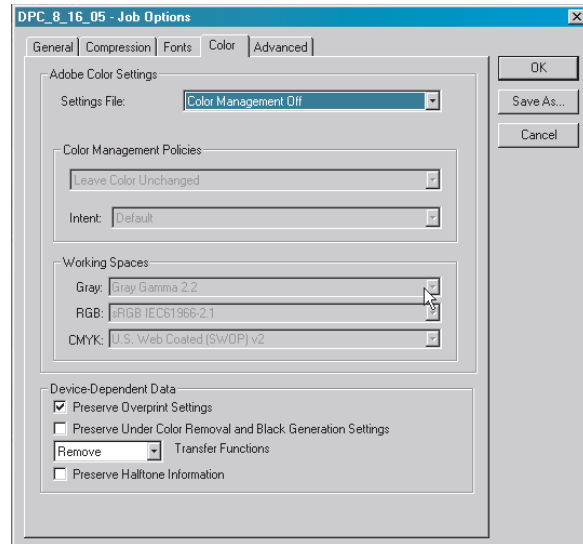 DPC_8_16_05 - Job Options
General Compression Fonts Color Advanced
Adobe Color Settings
Settings File: Color Management Off
Color Management Policies
Leave Color Unchanged
Intent: Default
Working Spaces
Gray: Gray Gamma 2.2
RGB: sRGB IEC61966-2.1
CMYK: U.S. Web Coated (SWOP) v2
Device-Dependent Data
Preserve Overprint Settings
Preserve Under Color Removal and Black Generation Settings
Remove Transfer Functions
Preserve Halftone Information
OK
Save As...
Cancel